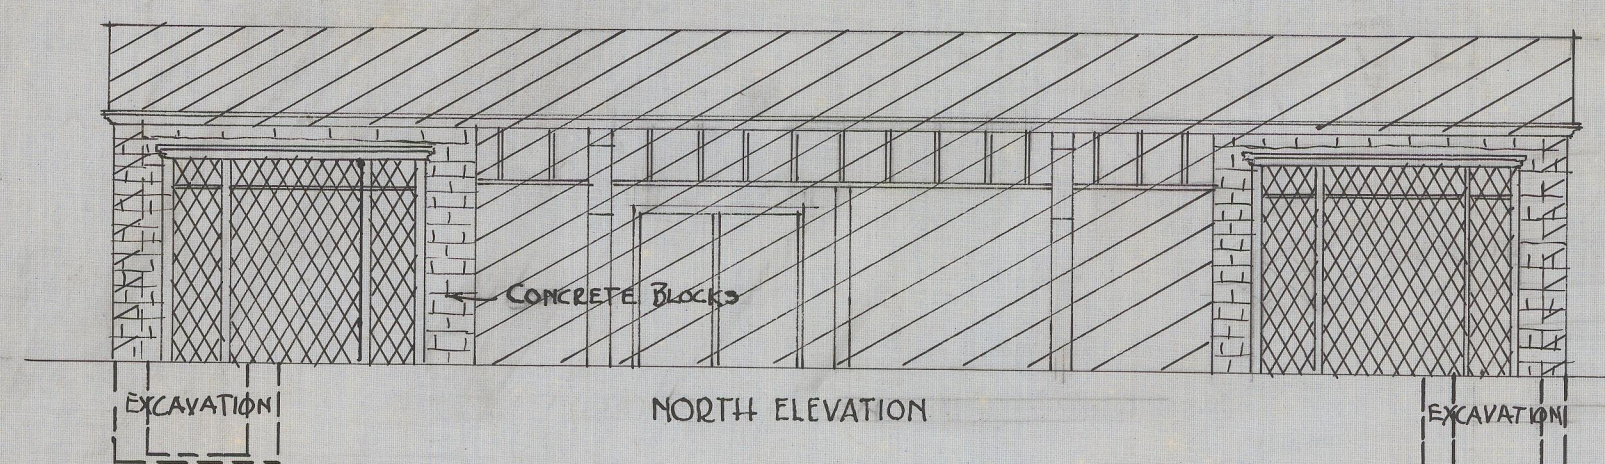 CONCRETE BLOCKS
EXCAVATION
NORTH ELEVATION
EXCAVATION